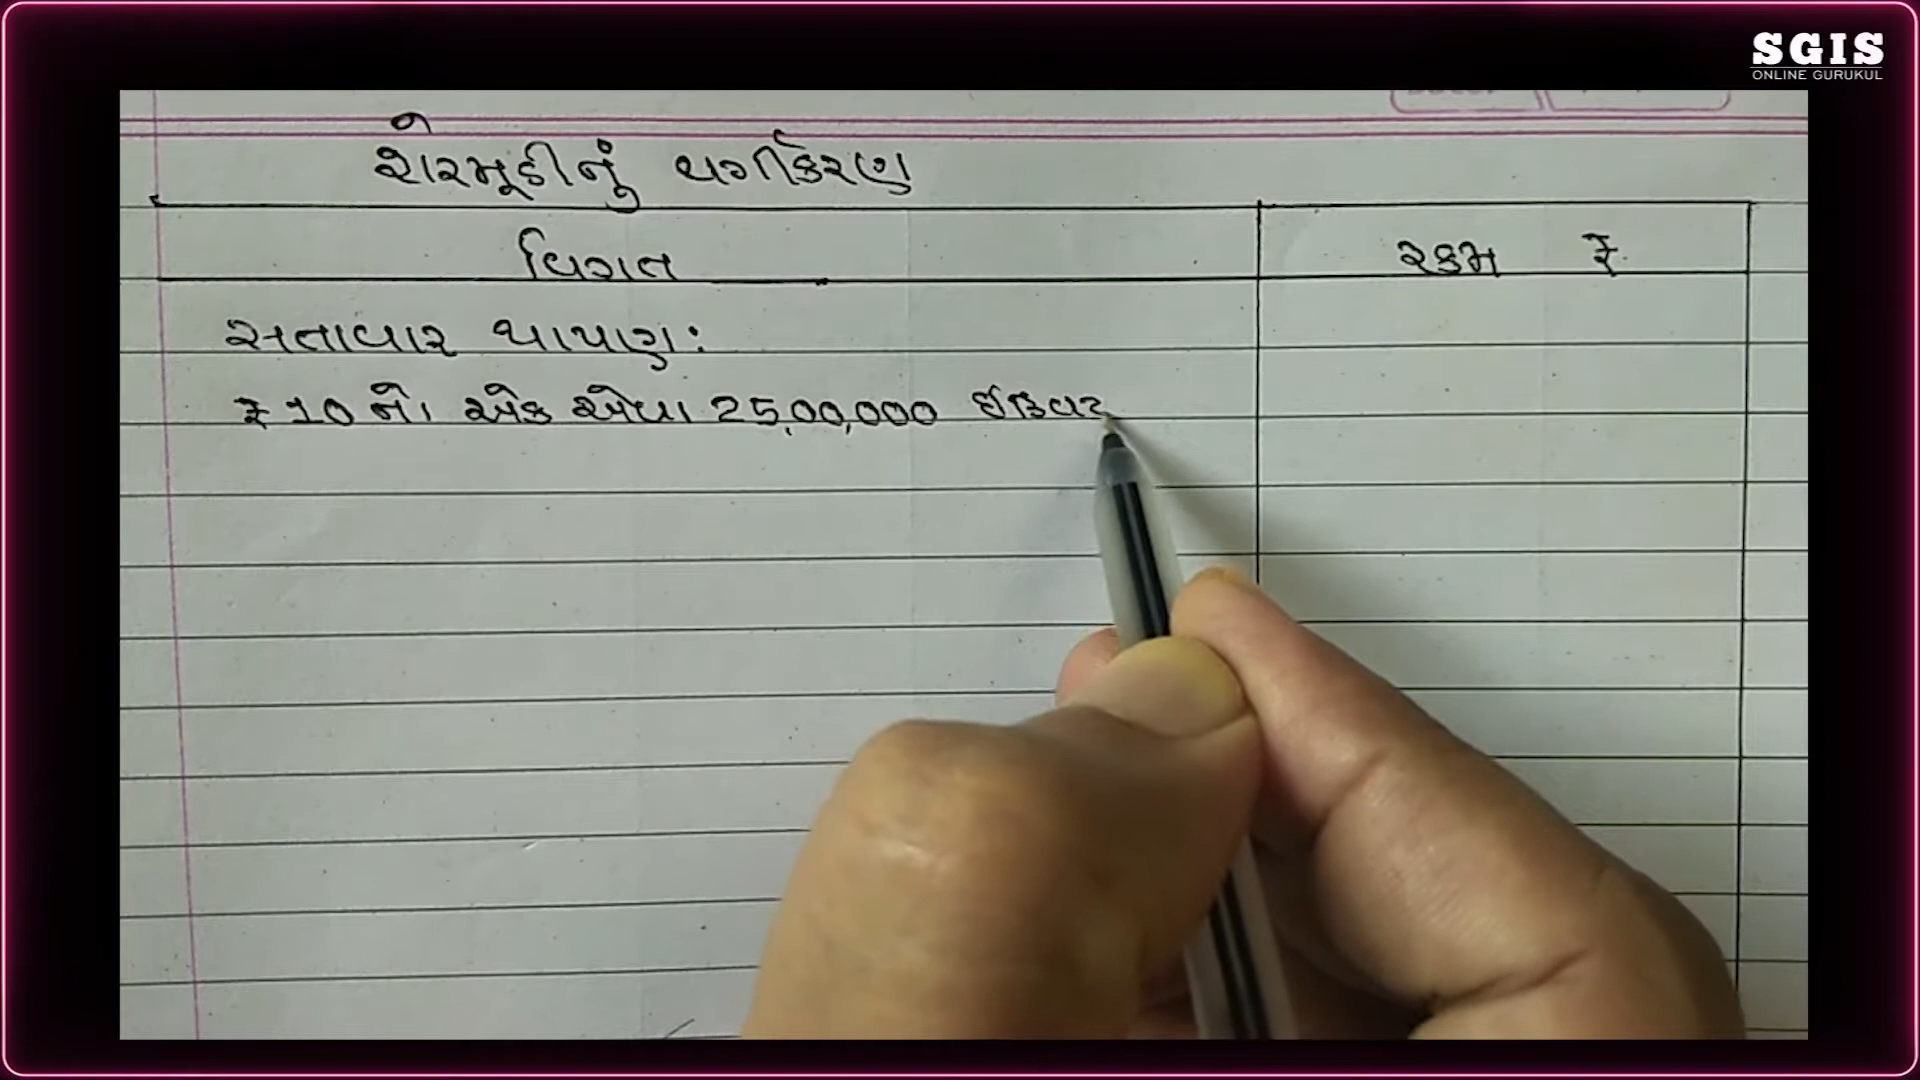 SGIS
ONLINE GURUKUL
શેરમૂડીનું વર્ગીકરણ
વિગત
રકમ ₹
સત્તાવાર થાપણ:
₹ 10 નો એક એવા 25,00,000 ઈક્વિટ